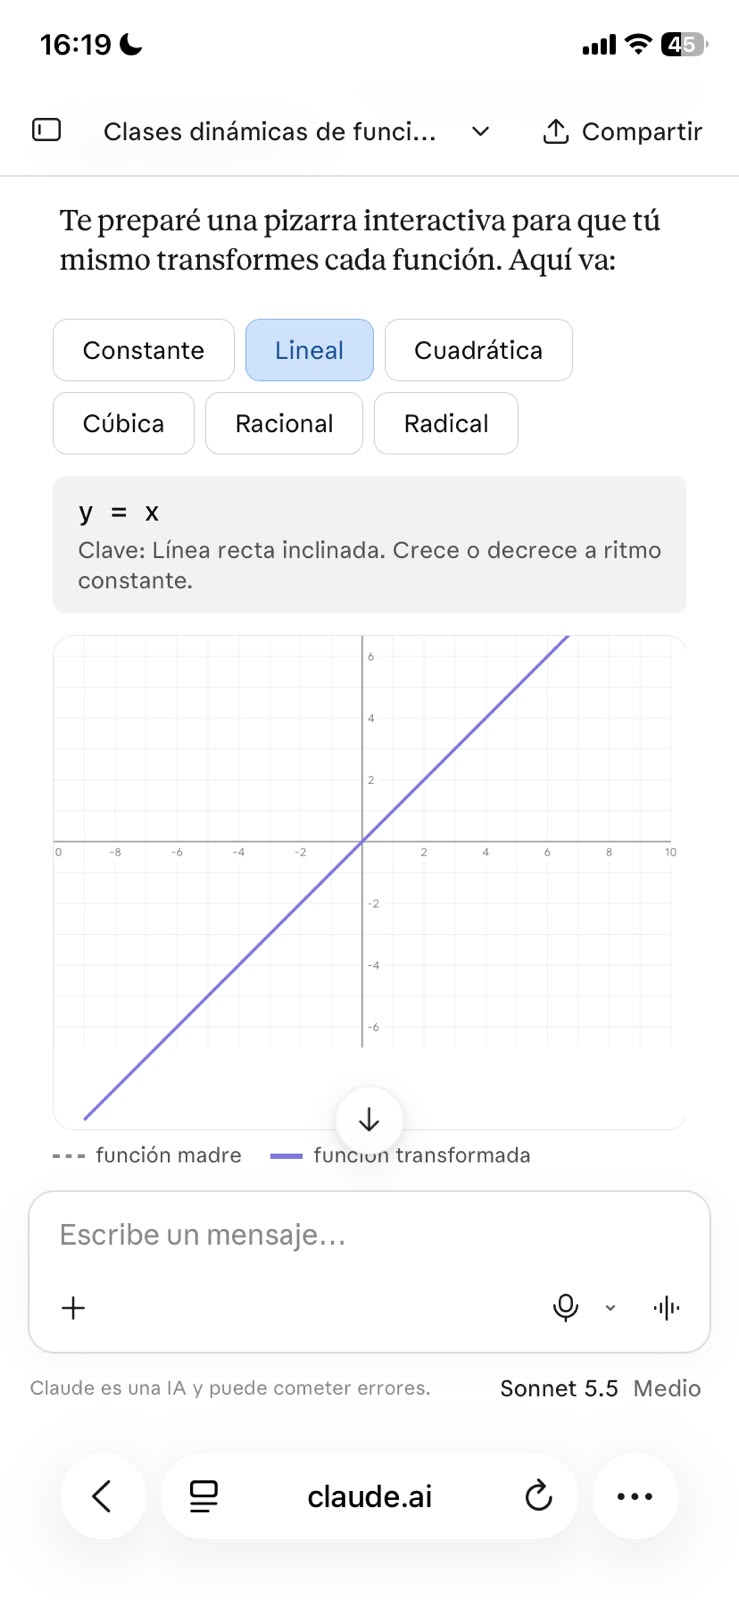 16:19
45
Clases dinámicas de funci...
Compartir
Te preparé una pizarra interactiva para que tú
mismo transformes cada función. Aquí va:
Constante
Lineal
Cuadrática
Cúbica
Racional
Radical
y = x
Clave: Línea recta inclinada. Crece o decrece a ritmo
constante.
6
4
2
0
-8
-6
-4
-2
2
4
6
8
10
-2
-4
-6
función madre
función transformada
Escribe un mensaje...
Claude es una IA y puede cometer errores.
Sonnet 5.5 Medio
claude.ai